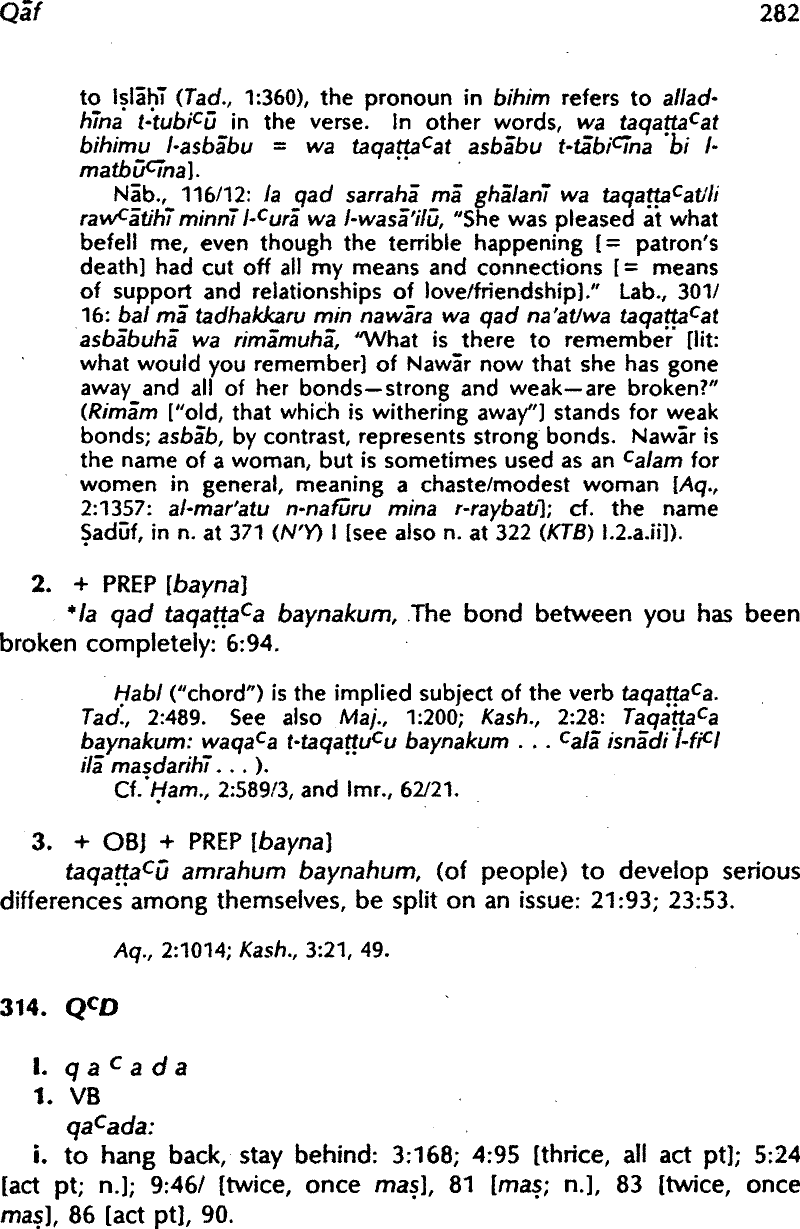 Qāf 282
to Iṣlāḥī (Tad., 1:360), the pronoun in bihim refers to allad-
hīna t-tubiᶜū in the verse. In other words, wa taqaṭṭaᶜat
bihimu l-asbābu = wa taqaṭṭaᶜat asbābu t-tābiᶜīna bi l-
matbūᶜīna].
Nāb., 116/12: la qad sarrahā mā ghālanī wa taqaṭṭaᶜat/li
rawᶜātihī minnī l-ᶜurā wa l-wasā'ilū, "She was pleased at what
befell me, even though the terrible happening [= patron's
death] had cut off all my means and connections [= means
of support and relationships of love/friendship]." Lab., 301/
16: bal mā tadhakkaru min nawāra wa qad na'at/wa taqaṭṭaᶜat
asbābuhā wa rimāmuhā, "What is there to remember [lit:
what would you remember] of Nawār now that she has gone
away and all of her bonds—strong and weak—are broken?"
(Rimām ["old, that which is withering away"] stands for weak
bonds; asbāb, by contrast, represents strong bonds. Nawār is
the name of a woman, but is sometimes used as an ᶜalam for
women in general, meaning a chaste/modest woman [Aq.,
2:1357: al-mar'atu n-nafūru mina r-raybati]; cf. the name
Ṣadūf, in n. at 371 (N'Y) I [see also n. at 322 (KTB) I.2.a.ii]).
2. + PREP [bayna]
*la qad taqaṭṭaᶜa baynakum, The bond between you has been
broken completely: 6:94.
Ḥabl ("chord") is the implied subject of the verb taqaṭṭaᶜa.
Tad., 2:489. See also Maj., 1:200; Kash., 2:28: Taqaṭṭaᶜa
baynakum: waqaᶜa t-taqaṭṭuᶜu baynakum . . . ᶜalā isnādi l-fiᶜl
ilā maṣdarihī . . . ).
Cf. Ḥam., 2:589/3, and Imr., 62/21.
3. + OBJ + PREP [bayna]
taqaṭṭaᶜū amrahum baynahum, (of people) to develop serious
differences among themselves, be split on an issue: 21:93; 23:53.
Aq., 2:1014; Kash., 3:21, 49.
314. QᶜD
I. q a ᶜ a d a
1. VB
qaᶜada:
i. to hang back, stay behind: 3:168; 4:95 [thrice, all act pt]; 5:24
[act pt; n.]; 9:46/ [twice, once maṣ], 81 [maṣ; n.], 83 [twice, once
maṣ], 86 [act pt], 90.